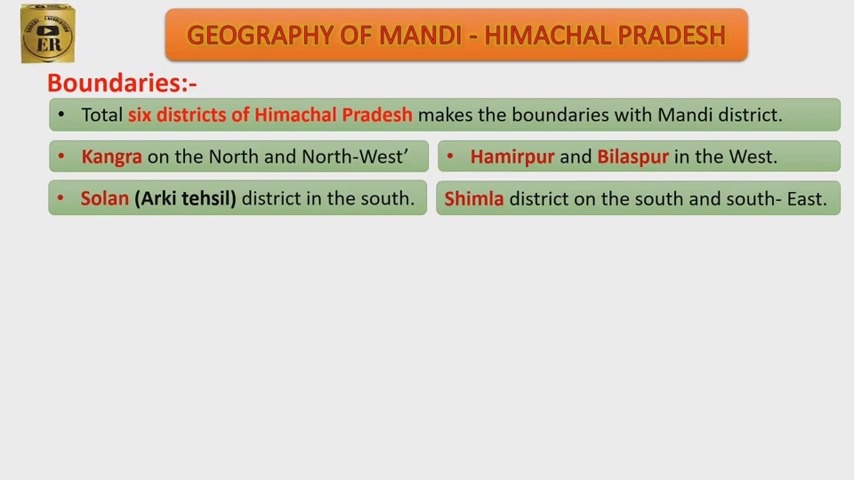 ER
GEOGRAPHY OF MANDI - HIMACHAL PRADESH
Boundaries:-
• Total six districts of Himachal Pradesh makes the boundaries with Mandi district.
• Kangra on the North and North-West’
• Hamirpur and Bilaspur in the West.
• Solan (Arki tehsil) district in the south.
Shimla district on the south and south- East.